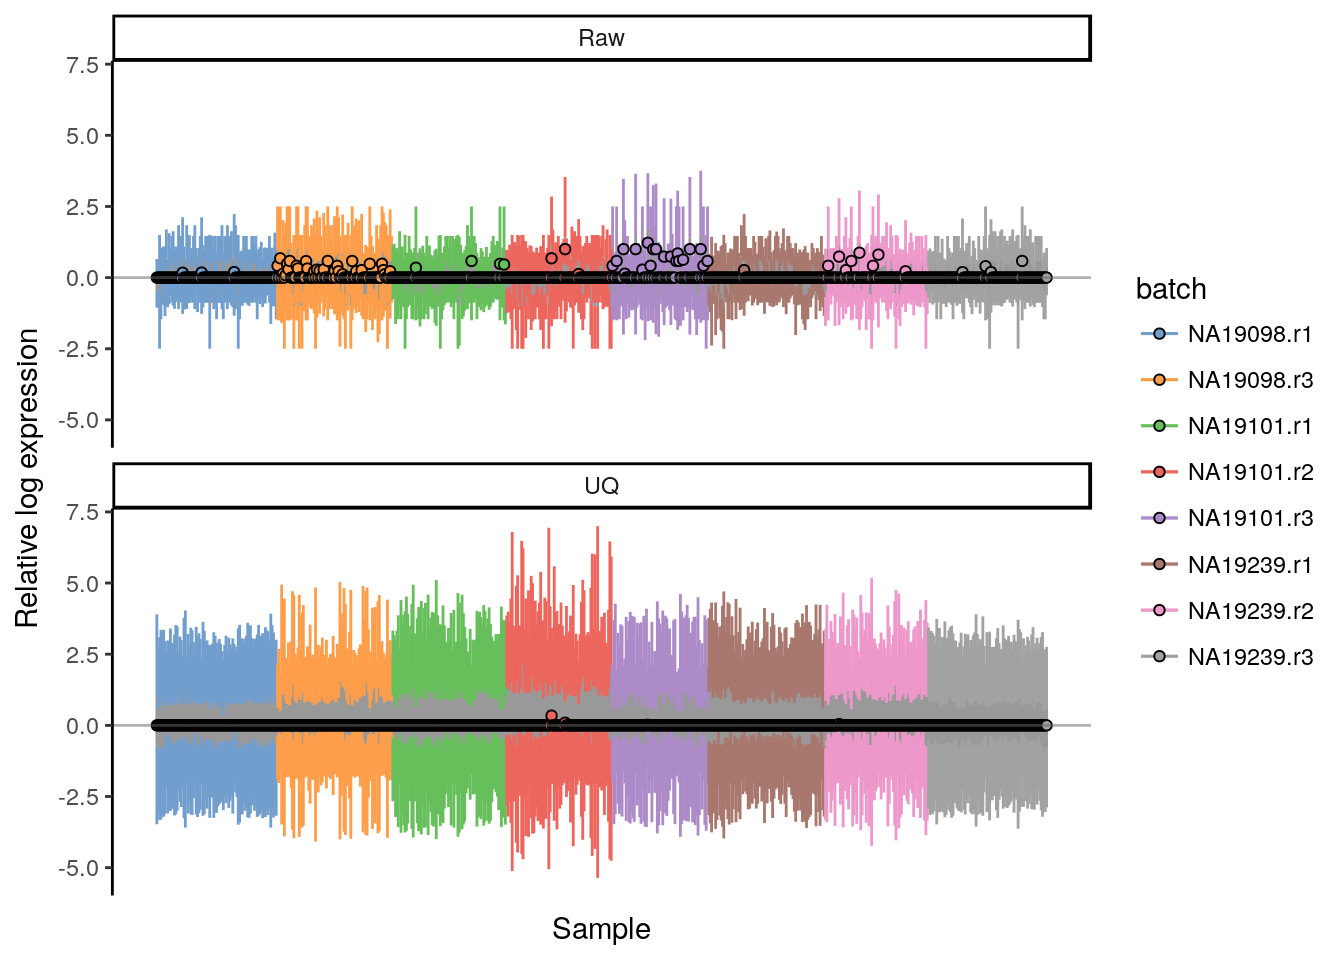 Raw
7.5
5.0
2.5
0.0
-2.5
-5.0
UQ
7.5
5.0
2.5
0.0
-2.5
-5.0
Relative log expression
Sample
batch
NA19098.r1
NA19098.r3
NA19101.r1
NA19101.r2
NA19101.r3
NA19239.r1
NA19239.r2
NA19239.r3